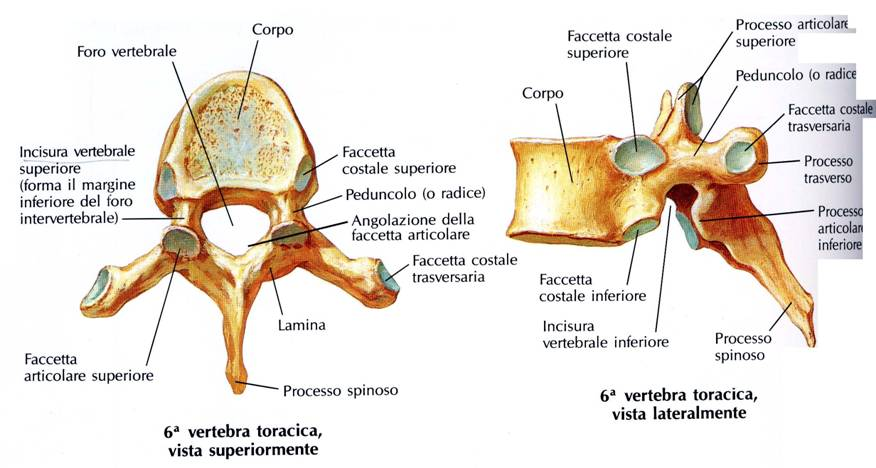 Corpo
Foro vertebrale
Incisura vertebrale
superiore
(forma il margine
inferiore del foro
intervertebrale)
Faccetta
costale superiore
Peduncolo (o radice)
Angolazione della
faccetta articolare
Faccetta costale
trasversaria
Lamina
Faccetta
articolare superiore
Processo spinoso
6ª vertebra toracica,
vista superiormente
Processo articolare
superiore
Faccetta costale
superiore
Peduncolo (o radice
Corpo
Faccetta costale
trasversaria
Processo
trasverso
Processo
articolare
inferiore
Faccetta
costale inferiore
Incisura
vertebrale inferiore
Processo
spinoso
6ª vertebra toracica,
vista lateralmente